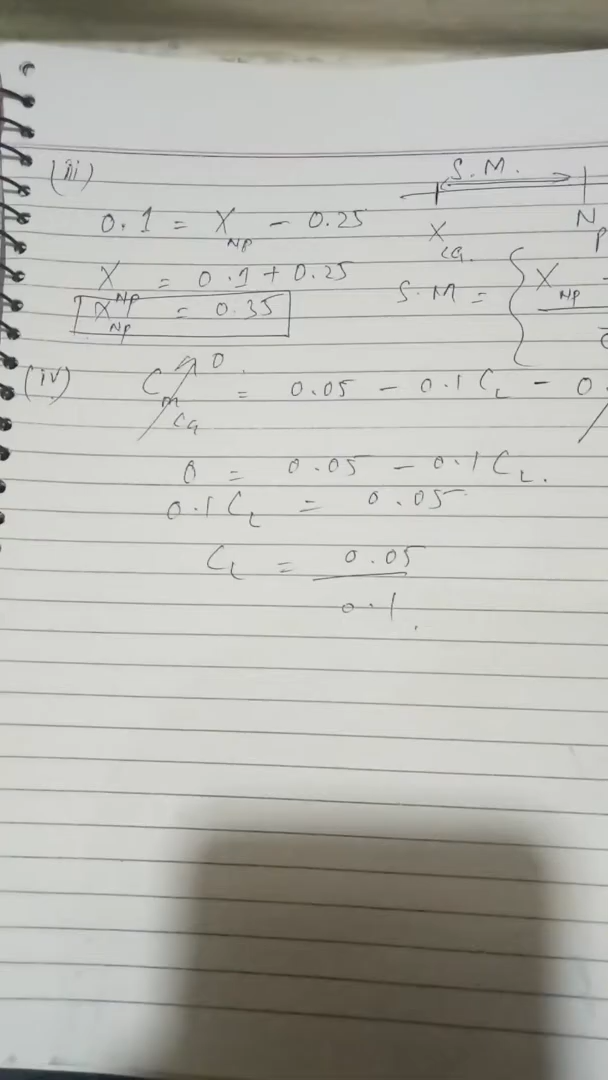 (iii)
S.M.
0.1 = X_NP - 0.25
X_CG.
N
P
X_NP = 0.1 + 0.25
S.M = { X_NP -
X_NP = 0.35
(iv) C_mCG 0 = 0.05 - 0.1 C_L - 0.
0 = 0.05 - 0.1 C_L.
0.1 C_L = 0.05
C_L = 0.05
0.1.